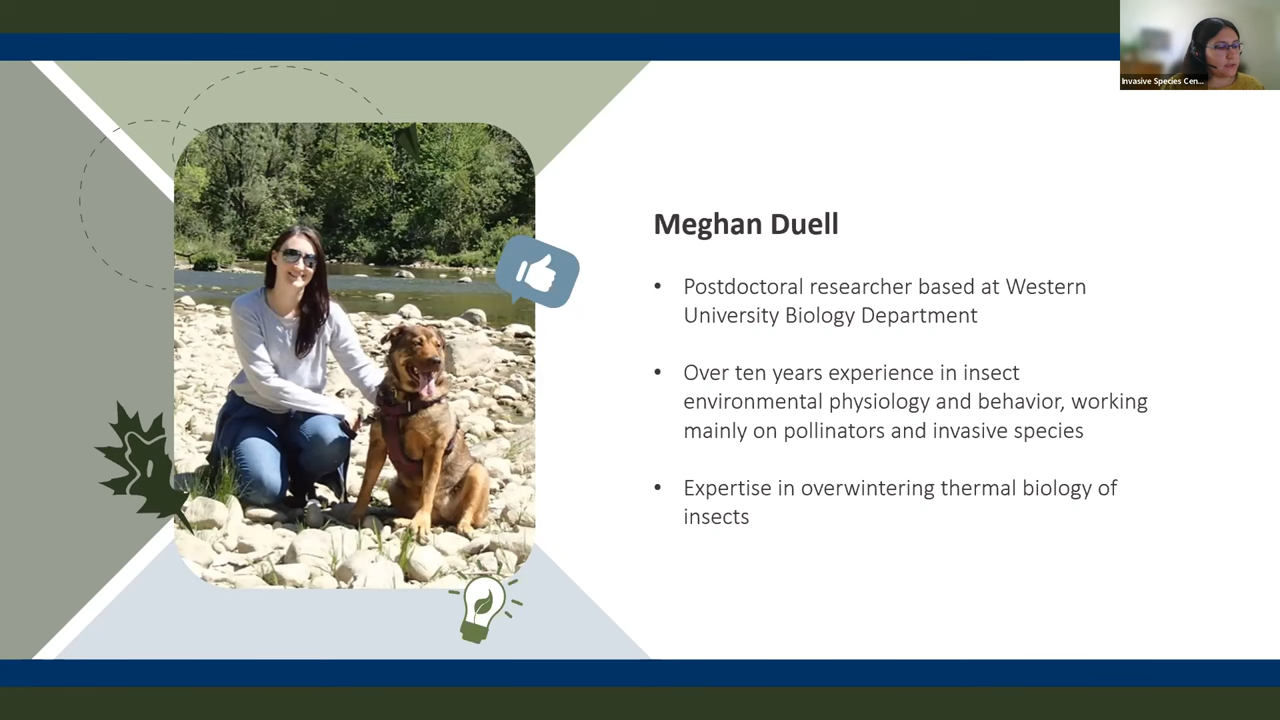 Invasive Species Cen...
Meghan Duell
• Postdoctoral researcher based at Western
University Biology Department
• Over ten years experience in insect
environmental physiology and behavior, working
mainly on pollinators and invasive species
• Expertise in overwintering thermal biology of
insects